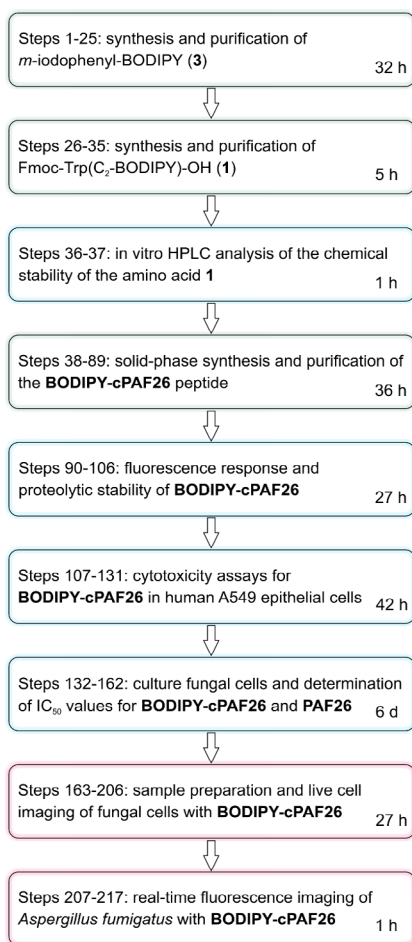 Steps 1-25: synthesis and purification of
m-iodophenyl-BODIPY (3)
32 h
Steps 26-35: synthesis and purification of
Fmoc-Trp(C₂-BODIPY)-OH (1)
5 h
Steps 36-37: in vitro HPLC analysis of the chemical
stability of the amino acid 1
1 h
Steps 38-89: solid-phase synthesis and purification of
the BODIPY-cPAF26 peptide
36 h
Steps 90-106: fluorescence response and
proteolytic stability of BODIPY-cPAF26
27 h
Steps 107-131: cytotoxicity assays for
BODIPY-cPAF26 in human A549 epithelial cells
42 h
Steps 132-162: culture fungal cells and determination
of IC₅₀ values for BODIPY-cPAF26 and PAF26
6 d
Steps 163-206: sample preparation and live cell
imaging of fungal cells with BODIPY-cPAF26
27 h
Steps 207-217: real-time fluorescence imaging of
Aspergillus fumigatus with BODIPY-cPAF26
1 h